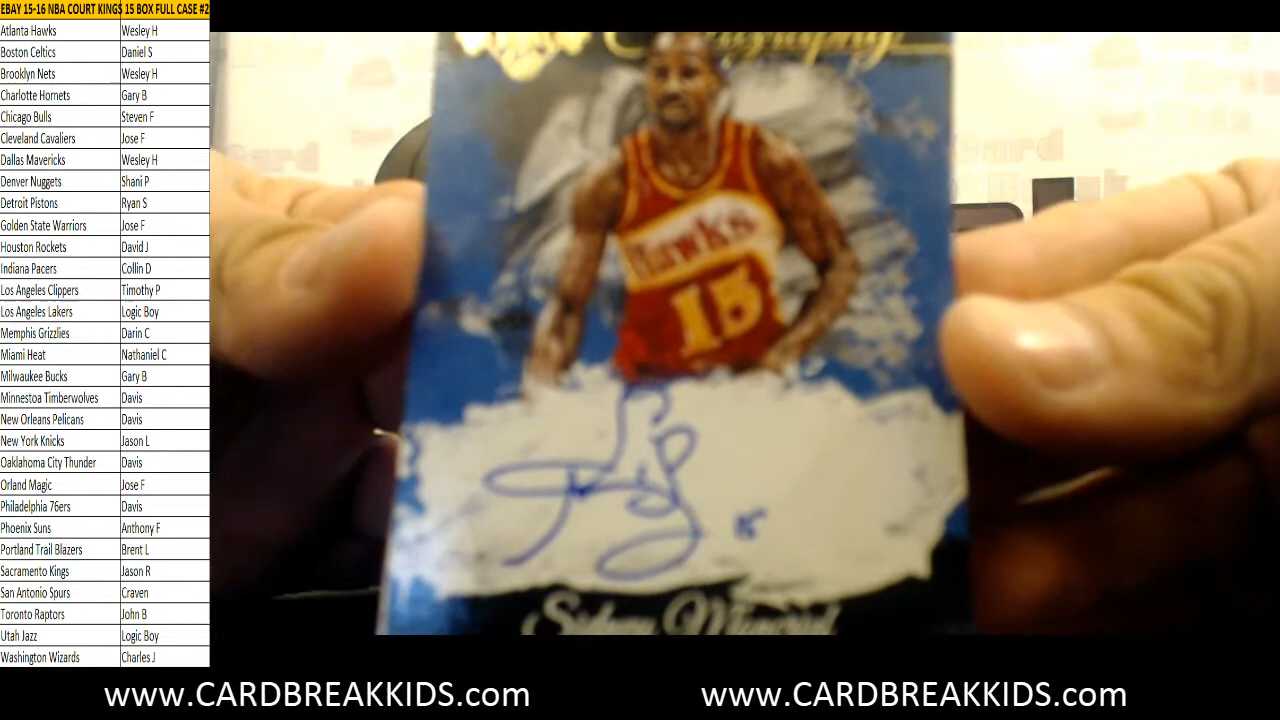 EBAY 15-16 NBA COURT KINGS 15 BOX FULL CASE #2
Atlanta Hawks Wesley H
Boston Celtics Daniel S
Brooklyn Nets Wesley H
Charlotte Hornets Gary B
Chicago Bulls Steven F
Cleveland Cavaliers Jose F
Dallas Mavericks Wesley H
Denver Nuggets Shani P
Detroit Pistons Ryan S
Golden State Warriors Jose F
Houston Rockets David J
Indiana Pacers Collin D
Los Angeles Clippers Timothy P
Los Angeles Lakers Logic Boy
Memphis Grizzlies Darin C
Miami Heat Nathaniel C
Milwaukee Bucks Gary B
Minnestoa Timberwolves Davis
New Orleans Pelicans Davis
New York Knicks Jason L
Oaklahoma City Thunder Davis
Orland Magic Jose F
Philadelphia 76ers Davis
Phoenix Suns Anthony F
Portland Trail Blazers Brent L
Sacramento Kings Jason R
San Antonio Spurs Craven
Toronto Raptors John B
Utah Jazz Logic Boy
Washington Wizards Charles J
Hawks
15
Sidney Moncrief
www.CARDBREAKKIDS.com www.CARDBREAKKIDS.com